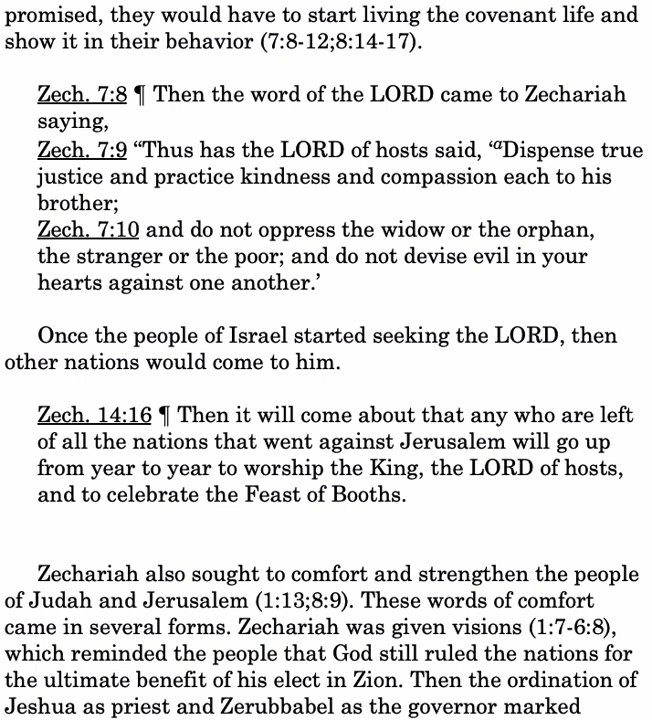 promised, they would have to start living the covenant life and
show it in their behavior (7:8-12;8:14-17).
Zech. 7:8 ¶ Then the word of the LORD came to Zechariah
saying,
Zech. 7:9 “Thus has the LORD of hosts said, ‘aDispense true
justice and practice kindness and compassion each to his
brother;
Zech. 7:10 and do not oppress the widow or the orphan,
the stranger or the poor; and do not devise evil in your
hearts against one another.’
Once the people of Israel started seeking the LORD, then
other nations would come to him.
Zech. 14:16 ¶ Then it will come about that any who are left
of all the nations that went against Jerusalem will go up
from year to year to worship the King, the LORD of hosts,
and to celebrate the Feast of Booths.
Zechariah also sought to comfort and strengthen the people
of Judah and Jerusalem (1:13;8:9). These words of comfort
came in several forms. Zechariah was given visions (1:7-6:8),
which reminded the people that God still ruled the nations for
the ultimate benefit of his elect in Zion. Then the ordination of
Jeshua as priest and Zerubbabel as the governor marked